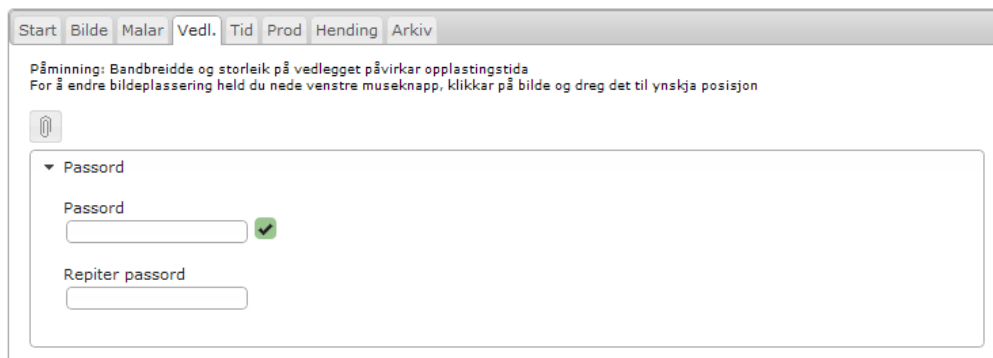 Start Bilde Malar Vedl. Tid Prod Hending Arkiv
Påminning: Bandbreidde og storleik på vedlegget påvirkar opplastingstida
For å endre bildeplassering held du nede venstre museknapp, klikkar på bilde og dreg det til ynskja posisjon
Passord
Passord
Repiter passord